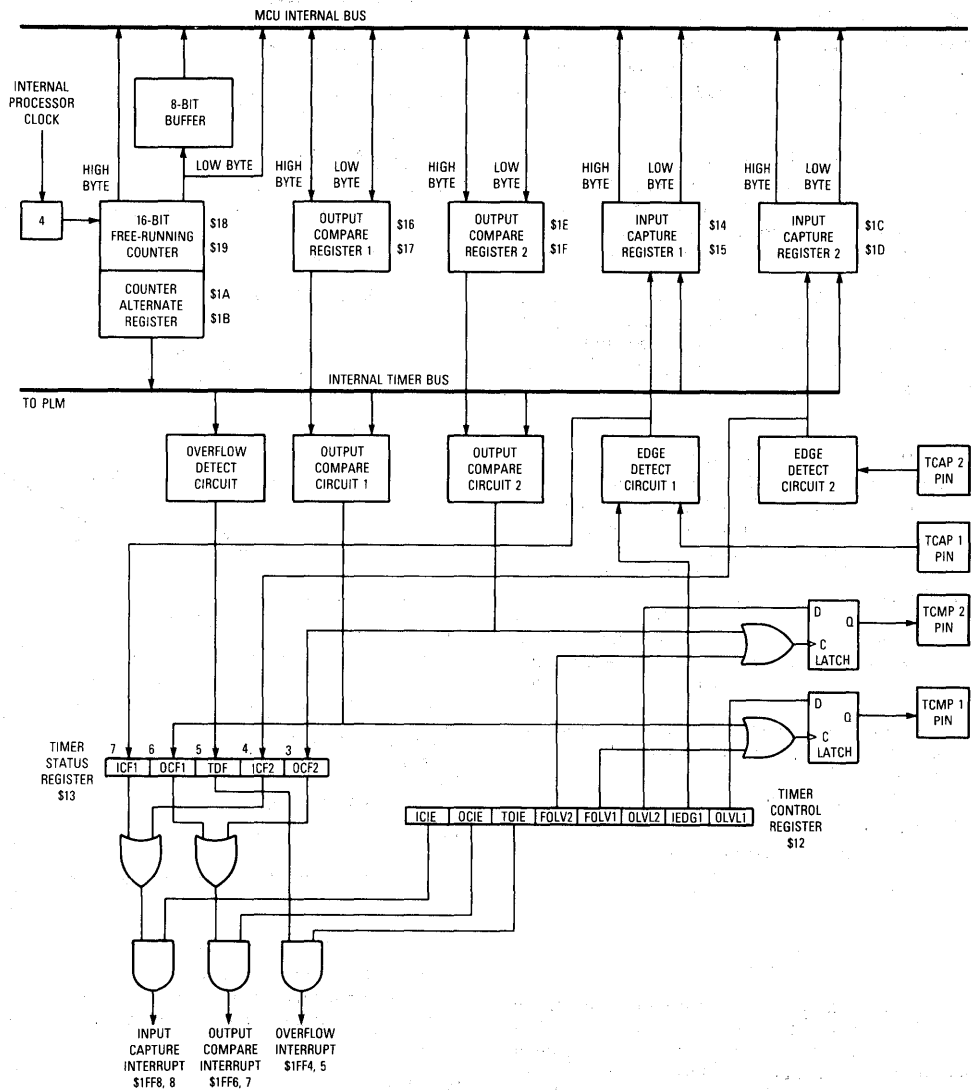 MCU INTERNAL BUS
INTERNAL
PROCESSOR
CLOCK
8-BIT
BUFFER
HIGH
BYTE
LOW BYTE
HIGH
BYTE
LOW
BYTE
HIGH
BYTE
LOW
BYTE
HIGH
BYTE
LOW
BYTE
HIGH
BYTE
LOW
BYTE
4
16-BIT
FREE-RUNNING
COUNTER
$18
$19
COUNTER
ALTERNATE
REGISTER
$1A
$1B
OUTPUT
COMPARE
REGISTER 1
$16
$17
OUTPUT
COMPARE
REGISTER 2
$1E
$1F
INPUT
CAPTURE
REGISTER 1
$14
$15
INPUT
CAPTURE
REGISTER 2
$1C
$1D
INTERNAL TIMER BUS
TO PLM
OVERFLOW
DETECT
CIRCUIT
OUTPUT
COMPARE
CIRCUIT 1
OUTPUT
COMPARE
CIRCUIT 2
EDGE
DETECT
CIRCUIT 1
EDGE
DETECT
CIRCUIT 2
TCAP 2
PIN
TCAP 1
PIN
D
Q
C
LATCH
TCMP 2
PIN
D
Q
C
LATCH
TCMP 1
PIN
TIMER
STATUS
REGISTER
$13
7 6 5 4. 3
ICF1 OCF1 TDF ICF2 OCF2
ICIE OCIE TOIE FOLV2 FOLV1 OLVL2 IEDG1 OLVL1
TIMER
CONTROL
REGISTER
$12
INPUT
CAPTURE
INTERRUPT
$1FF8, 8
OUTPUT
COMPARE
INTERRUPT
$1FF6, 7
OVERFLOW
INTERRUPT
$1FF4, 5